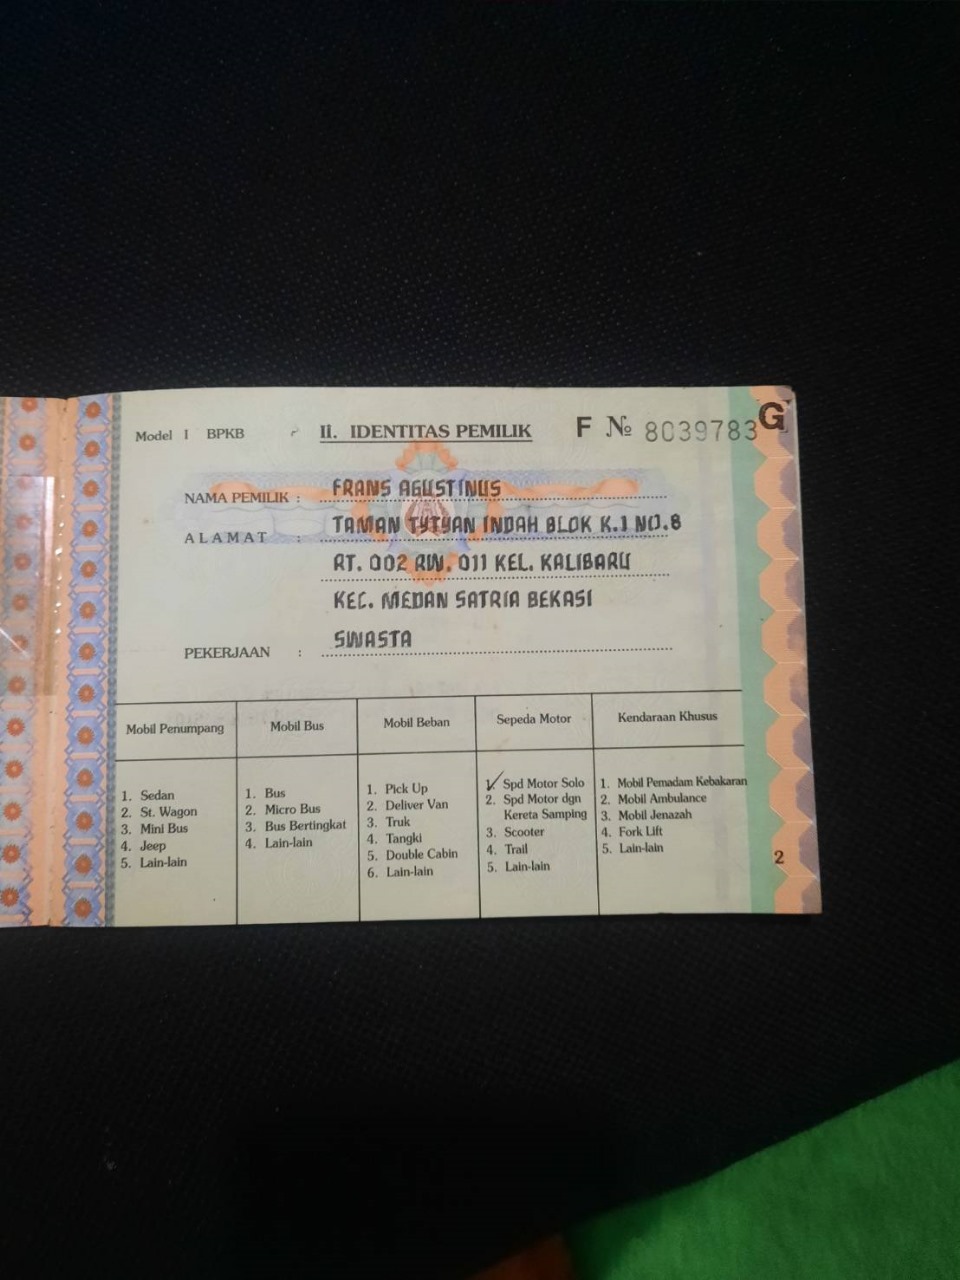 Model I BPKB II. IDENTITAS PEMILIK F № 8039783 G
NAMA PEMILIK : FRANS AGUSTINUS
ALAMAT : TAMAN TYTYAN INDAH BLOK K.1 NO.8
RT. 002 RW. 011 KEL. KALIBARU
KEC. MEDAN SATRIA BEKASI
PEKERJAAN : SWASTA
Mobil Penumpang
1. Sedan
2. St. Wagon
3. Mini Bus
4. Jeep
5. Lain-lain
Mobil Bus
1. Bus
2. Micro Bus
3. Bus Bertingkat
4. Lain-lain
Mobil Beban
1. Pick Up
2. Deliver Van
3. Truk
4. Tangki
5. Double Cabin
6. Lain-lain
Sepeda Motor
1. Spd Motor Solo
2. Spd Motor dgn
Kereta Samping
3. Scooter
4. Trail
5. Lain-lain
Kendaraan Khusus
1. Mobil Pemadam Kebakaran
2. Mobil Ambulance
3. Mobil Jenazah
4. Fork Lift
5. Lain-lain
2